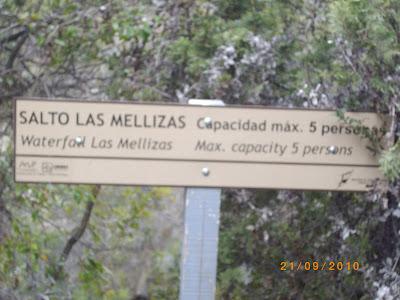 SALTO LAS MELLIZAS Capacidad máx. 5 personas
Waterfall Las Mellizas Max. capacity 5 persons
21/09/2010